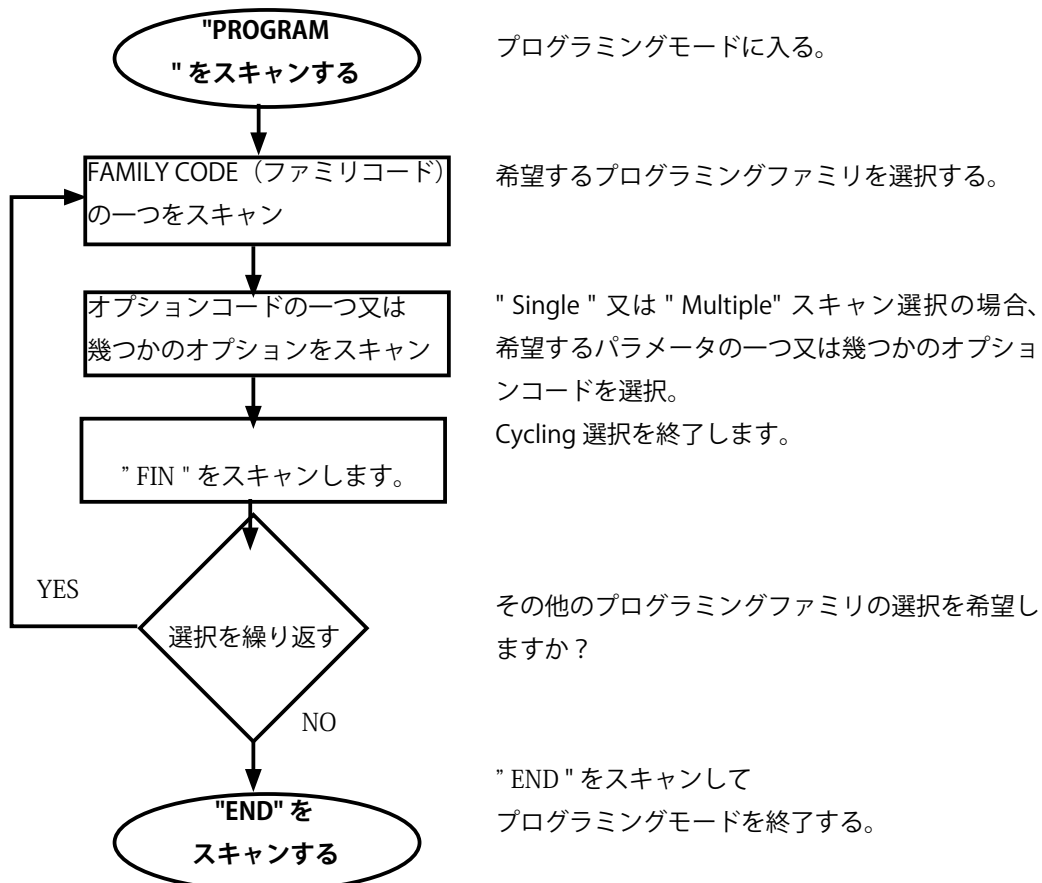 "PROGRAM
" をスキャンする
プログラミングモードに入る。
FAMILY CODE（ファミリコード）
の一つをスキャン
希望するプログラミングファミリを選択する。
オプションコードの一つ又は
幾つかのオプションをスキャン
" Single " 又は " Multiple" スキャン選択の場合、
希望するパラメータの一つ又は幾つかのオプショ
ンコードを選択。
Cycling 選択を終了します。
” FIN " をスキャンします。
YES
選択を繰り返す
その他のプログラミングファミリの選択を希望し
ますか？
NO
"END" を
スキャンする
” END " をスキャンして
プログラミングモードを終了する。